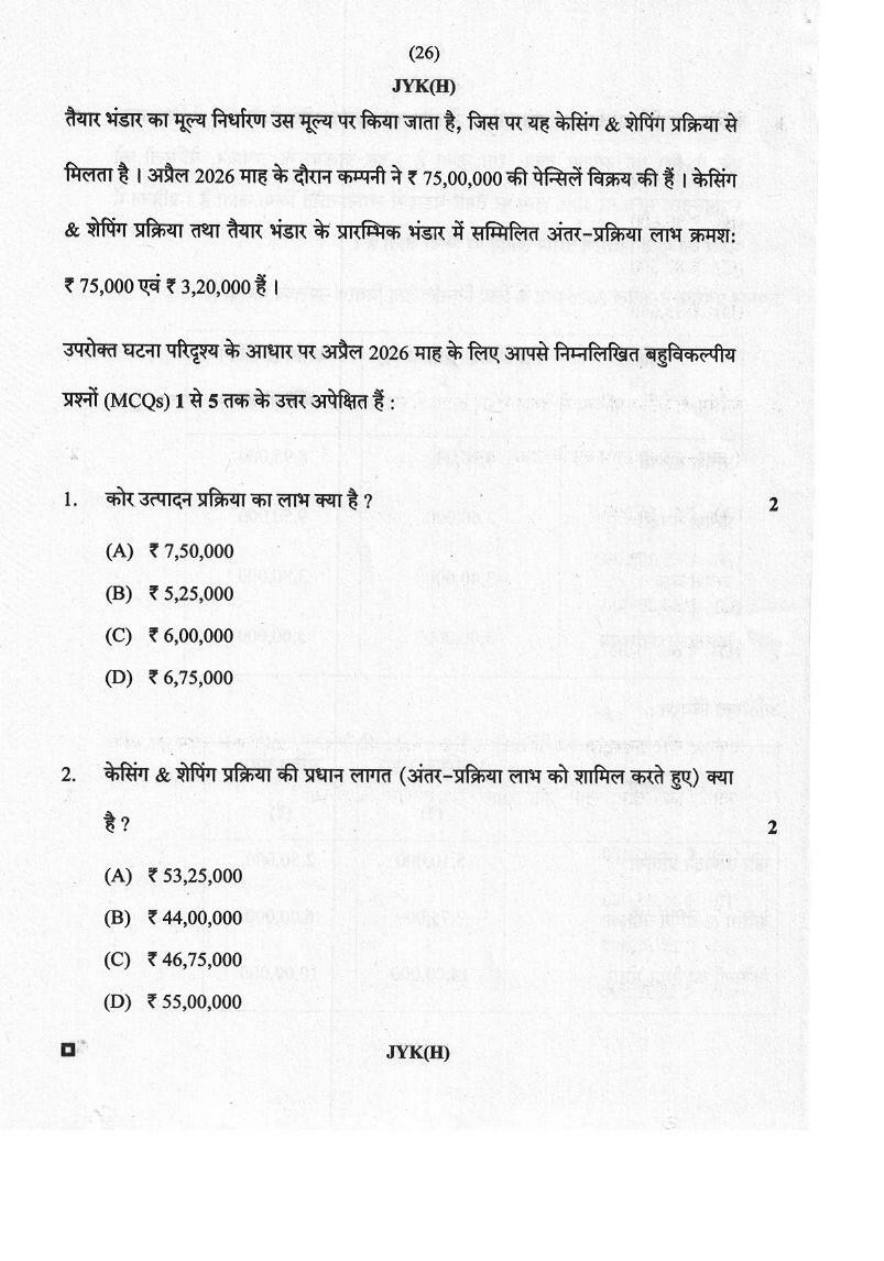 (26)
JYK(H)
तैयार भंडार का मूल्य निर्धारण उस मूल्य पर किया जाता है, जिस पर यह केसिंग & शेपिंग प्रक्रिया से
मिलता है । अप्रैल 2026 माह के दौरान कम्पनी ने ₹ 75,00,000 की पेन्सिलें विक्रय की हैं । केसिंग
& शेपिंग प्रक्रिया तथा तैयार भंडार के प्रारम्भिक भंडार में सम्मिलित अंतर-प्रक्रिया लाभ क्रमशः
₹ 75,000 एवं ₹ 3,20,000 हैं ।
उपरोक्त घटना परिदृश्य के आधार पर अप्रैल 2026 माह के लिए आपसे निम्नलिखित बहुविकल्पीय
प्रश्नों (MCQs) 1 से 5 तक के उत्तर अपेक्षित हैं :
1. कोर उत्पादन प्रक्रिया का लाभ क्या है ? 2
(A) ₹ 7,50,000
(B) ₹ 5,25,000
(C) ₹ 6,00,000
(D) ₹ 6,75,000
2. केसिंग & शेपिंग प्रक्रिया की प्रधान लागत (अंतर-प्रक्रिया लाभ को शामिल करते हुए) क्या
है ? 2
(A) ₹ 53,25,000
(B) ₹ 44,00,000
(C) ₹ 46,75,000
(D) ₹ 55,00,000
JYK(H)